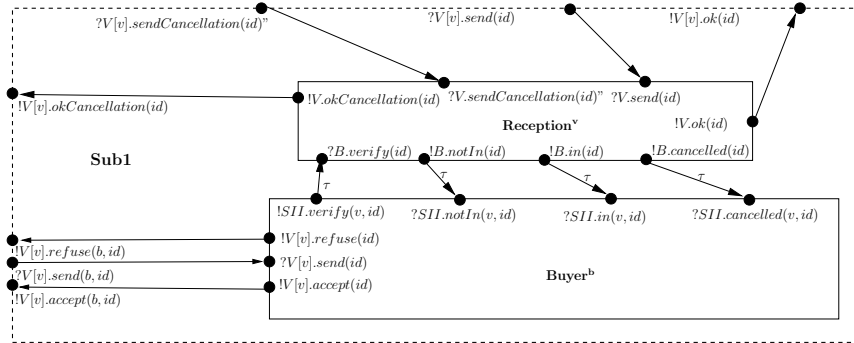 ?V[v].sendCancellation(id)"
?V[v].send(id)
!V[v].ok(id)
!V[v].okCancellation(id)
!V.okCancellation(id)
?V.sendCancellation(id)"
?V.send(id)
Reception^v
!V.ok(id)
Sub1
?B.verify(id)
!B.notIn(id)
!B.in(id)
!B.cancelled(id)
τ
τ
τ
τ
!SII.verify(v, id)
?SII.notIn(v, id)
?SII.in(v, id)
?SII.cancelled(v, id)
!V[v].refuse(b, id)
!V[v].refuse(id)
?V[v].send(b, id)
?V[v].send(id)
Buyer^b
!V[v].accept(b, id)
!V[v].accept(id)